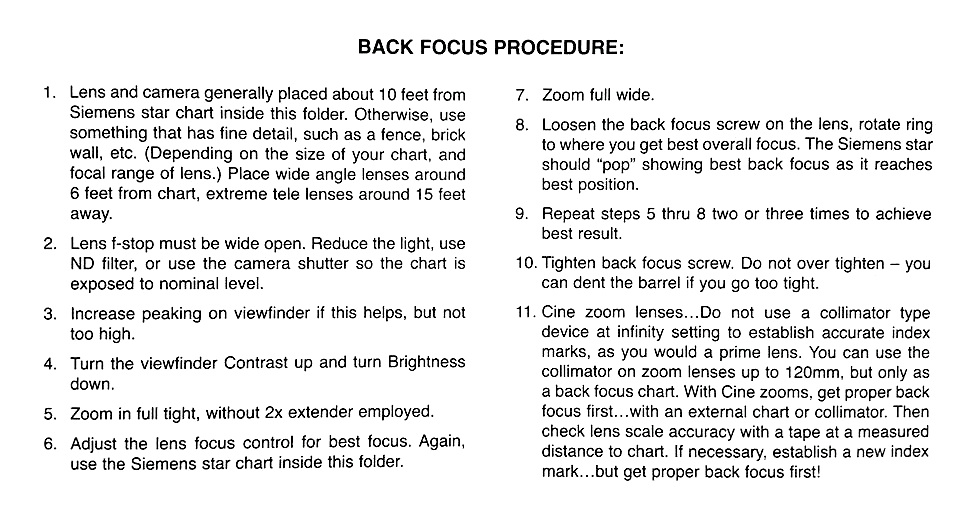 BACK FOCUS PROCEDURE:
1. Lens and camera generally placed about 10 feet from
Siemens star chart inside this folder. Otherwise, use
something that has fine detail, such as a fence, brick
wall, etc. (Depending on the size of your chart, and
focal range of lens.) Place wide angle lenses around
6 feet from chart, extreme tele lenses around 15 feet
away.
2. Lens f-stop must be wide open. Reduce the light, use
ND filter, or use the camera shutter so the chart is
exposed to nominal level.
3. Increase peaking on viewfinder if this helps, but not
too high.
4. Turn the viewfinder Contrast up and turn Brightness
down.
5. Zoom in full tight, without 2x extender employed.
6. Adjust the lens focus control for best focus. Again,
use the Siemens star chart inside this folder.
7. Zoom full wide.
8. Loosen the back focus screw on the lens, rotate ring
to where you get best overall focus. The Siemens star
should “pop” showing best back focus as it reaches
best position.
9. Repeat steps 5 thru 8 two or three times to achieve
best result.
10. Tighten back focus screw. Do not over tighten – you
can dent the barrel if you go too tight.
11. Cine zoom lenses...Do not use a collimator type
device at infinity setting to establish accurate index
marks, as you would a prime lens. You can use the
collimator on zoom lenses up to 120mm, but only as
a back focus chart. With Cine zooms, get proper back
focus first...with an external chart or collimator. Then
check lens scale accuracy with a tape at a measured
distance to chart. If necessary, establish a new index
mark...but get proper back focus first!